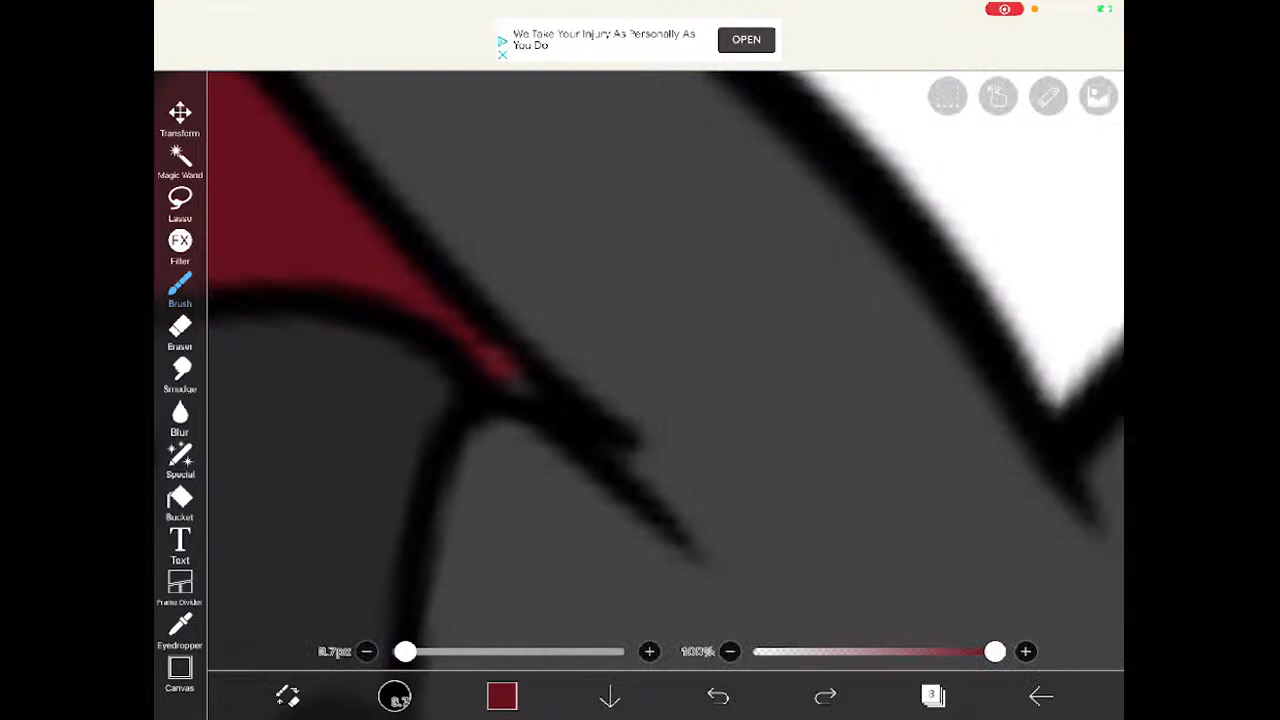 We Take Your Injury As Personally As
You Do
OPEN
Transform
Magic Wand
Lasso
FX
Filter
Brush
Eraser
Smudge
Blur
Special
Bucket
T
Text
Frame Divider
Eyedropper
Canvas
100%
3